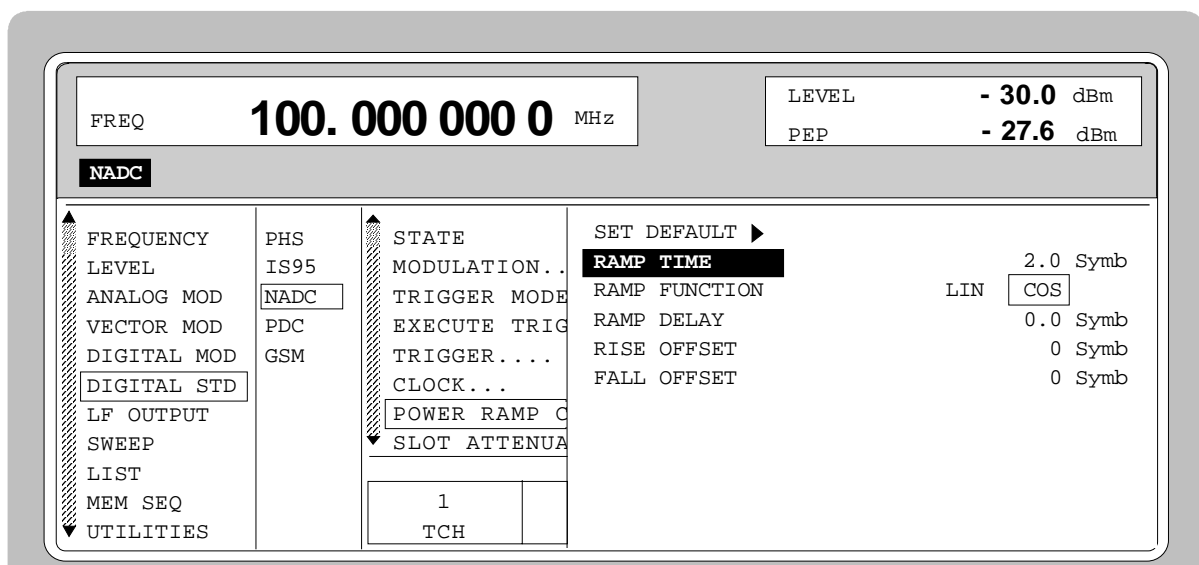 FREQ 100. 000 000 0 MHz
LEVEL - 30.0 dBm
PEP - 27.6 dBm
NADC
FREQUENCY
LEVEL
ANALOG MOD
VECTOR MOD
DIGITAL MOD
DIGITAL STD
LF OUTPUT
SWEEP
LIST
MEM SEQ
UTILITIES
PHS
IS95
NADC
PDC
GSM
STATE
MODULATION..
TRIGGER MODE
EXECUTE TRIG
TRIGGER....
CLOCK...
POWER RAMP C
SLOT ATTENUA
1
TCH
SET DEFAULT
RAMP TIME 2.0 Symb
RAMP FUNCTION LIN COS
RAMP DELAY 0.0 Symb
RISE OFFSET 0 Symb
FALL OFFSET 0 Symb